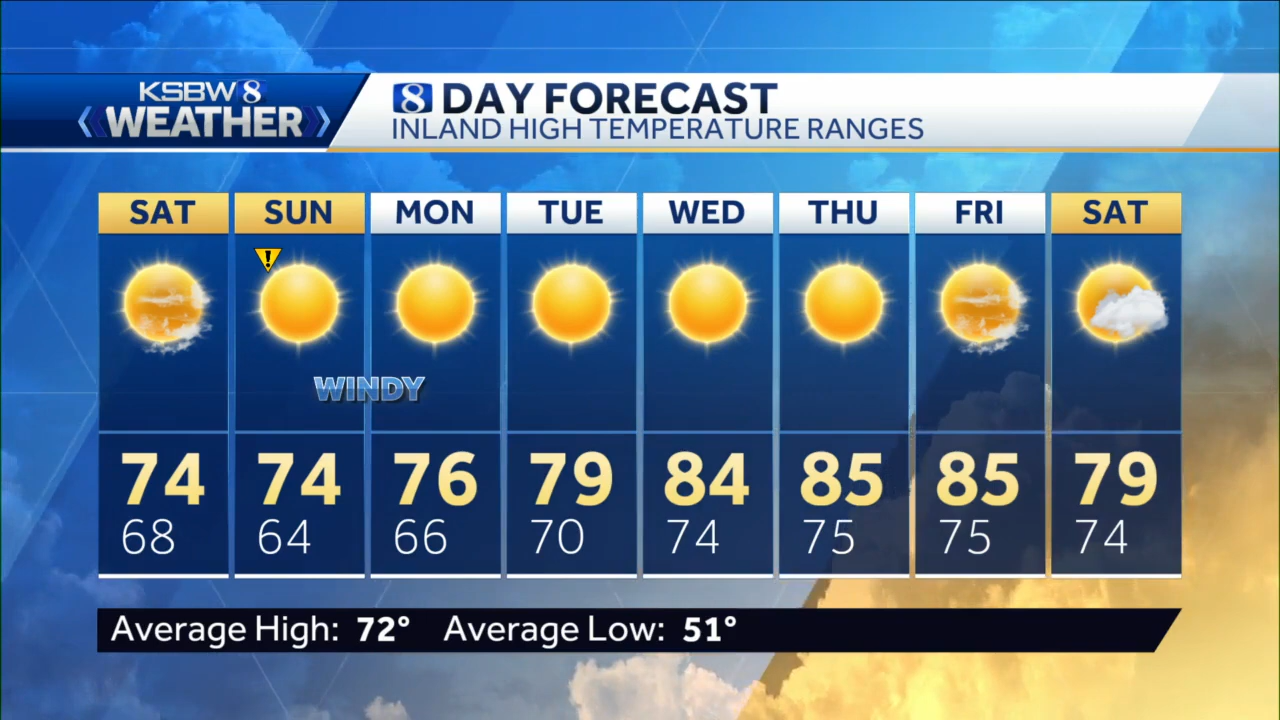 KSBW 8
WEATHER
8 DAY FORECAST
INLAND HIGH TEMPERATURE RANGES
SAT SUN MON TUE WED THU FRI SAT
!
WINDY
74 74 76 79 84 85 85 79
68 64 66 70 74 75 75 74
Average High: 72° Average Low: 51°